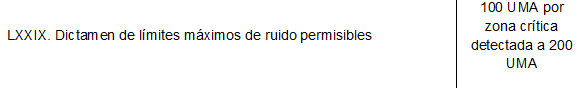 LXXIX. Dictamen de límites máximos de ruido permisibles
100 UMA por
zona crítica
detectada a 200
UMA